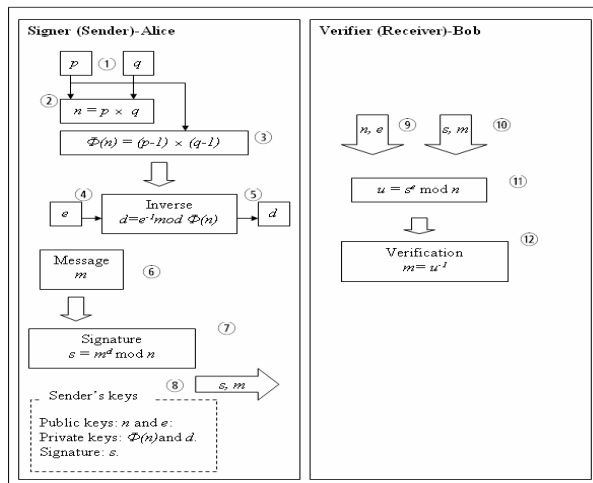 Signer (Sender)-Alice
p
q
①
②
n = p × q
Φ(n) = (p-1) × (q-1)
③
④
⑤
e
Inverse
d=e⁻¹mod Φ(n)
d
Message
m
⑥
⑦
Signature
s = mᵈ mod n
⑧
s, m
Sender's keys
Public keys: n and e:
Private keys: Φ(n)and d.
Signature: s.
Verifier (Receiver)-Bob
n, e
⑨
s, m
⑩
u = sᵉ mod n
⑪
⑫
Verification
m= u⁻¹